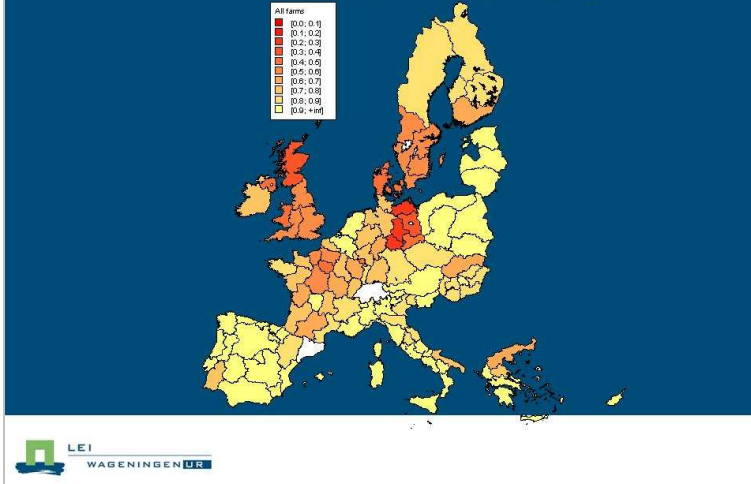 All farms
[0.0; 0.1]
[0.1; 0.2]
[0.2; 0.3]
[0.3; 0.4]
[0.4; 0.5]
[0.5; 0.6]
[0.6; 0.7]
[0.7; 0.8]
[0.8; 0.9]
[0.9; +inf]
LEI
WAGENINGEN UR